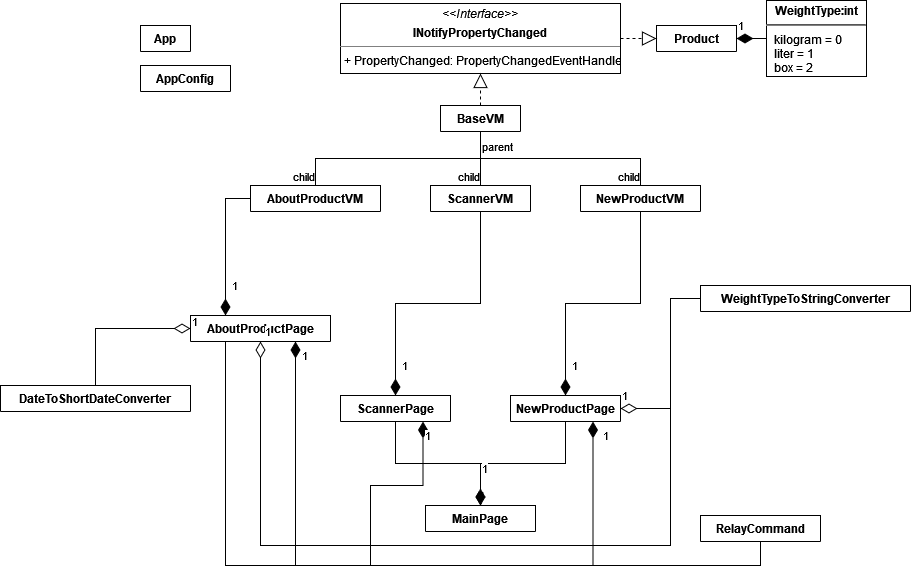 <<Interface>>
INotifyPropertyChanged
+ PropertyChanged: PropertyChangedEventHandle
App
AppConfig
Product
1
WeightType:int
kilogram = 0
liter = 1
box = 2
BaseVM
parent
child
child
child
AboutProductVM
ScannerVM
NewProductVM
1
WeightTypeToStringConverter
1
AboutProductPage
1
1
DateToShortDateConverter
1
1
ScannerPage
NewProductPage
1
1
1
1
MainPage
RelayCommand